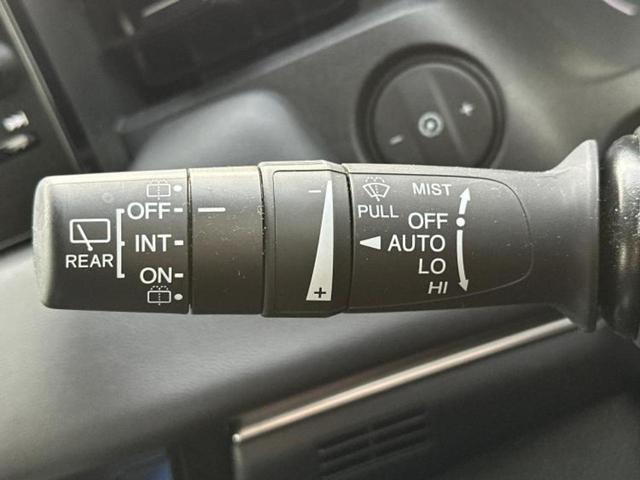 REAR
OFF
INT
ON
−
+
PULL
MIST
OFF
AUTO
LO
HI
−
+